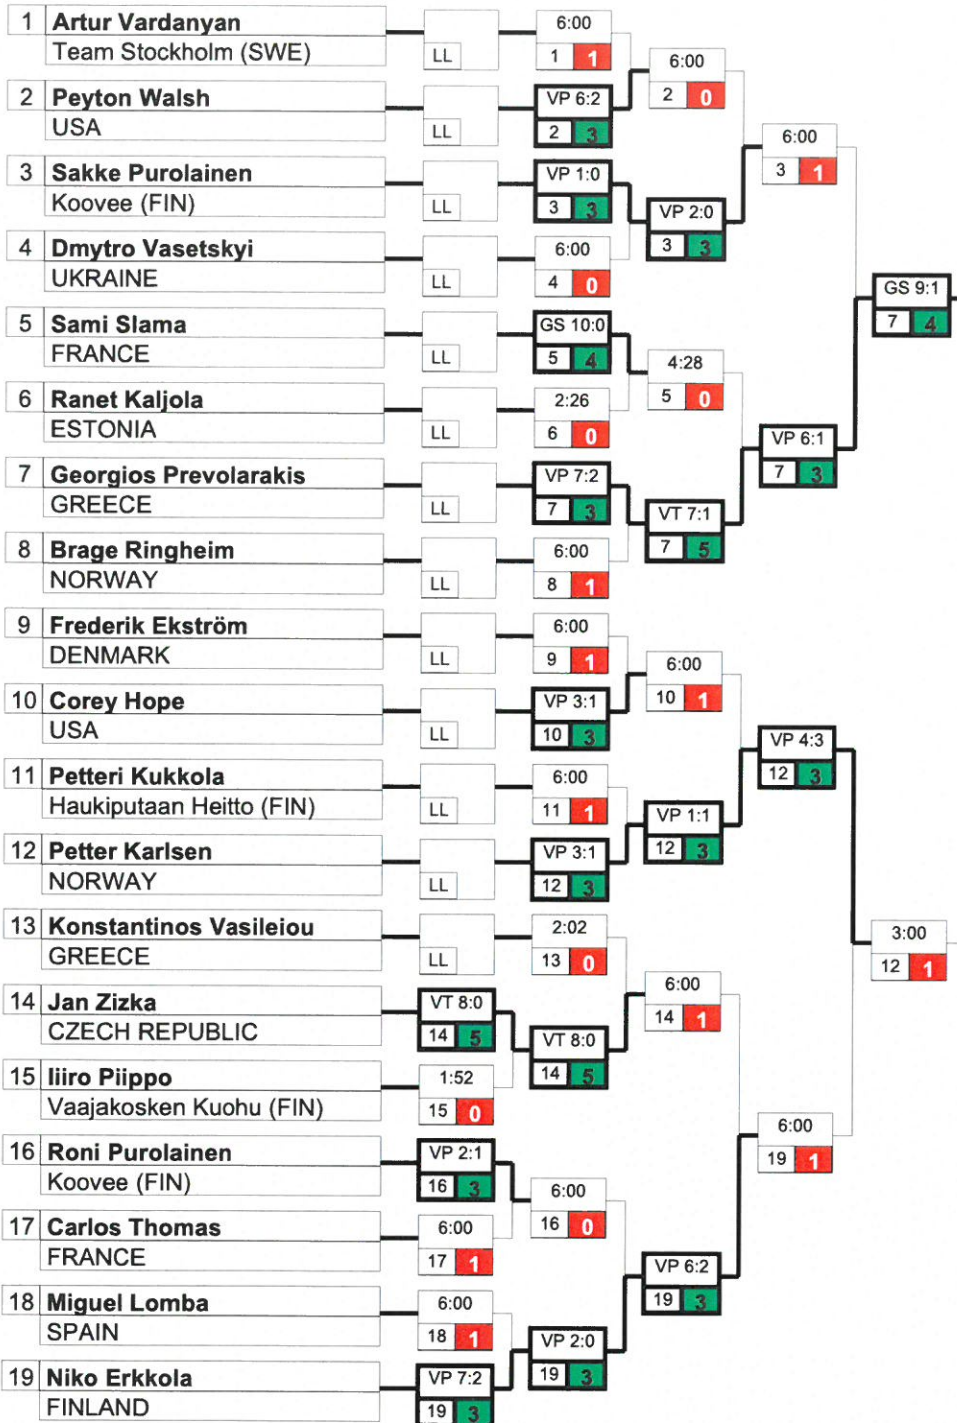 6:00
1 Artur Vardanyan
Team Stockholm (SWE)
LL
1 1
6:00
2 0
2 Peyton Walsh
USA
LL
VP 6:2
2 3
6:00
3 1
3 Sakke Purolainen
Koovee (FIN)
LL
VP 1:0
3 3
VP 2:0
3 3
4 Dmytro Vasetskyi
UKRAINE
LL
6:00
4 0
GS 9:1
7 4
5 Sami Slama
FRANCE
LL
GS 10:0
5 4
4:28
5 0
6 Ranet Kaljola
ESTONIA
LL
2:26
6 0
VP 6:1
7 3
7 Georgios Prevolarakis
GREECE
LL
VP 7:2
7 3
VT 7:1
7 5
8 Brage Ringheim
NORWAY
LL
6:00
8 1
9 Frederik Ekström
DENMARK
LL
6:00
9 1
6:00
10 1
10 Corey Hope
USA
LL
VP 3:1
10 3
VP 4:3
12 3
11 Petteri Kukkola
Haukiputaan Heitto (FIN)
LL
6:00
11 1
VP 1:1
12 3
12 Petter Karlsen
NORWAY
LL
VP 3:1
12 3
13 Konstantinos Vasileiou
GREECE
LL
2:02
13 0
3:00
12 1
14 Jan Zizka
CZECH REPUBLIC
VT 8:0
14 5
6:00
14 1
VT 8:0
14 5
15 Iiiro Piippo
Vaajakosken Kuohu (FIN)
1:52
15 0
6:00
19 1
16 Roni Purolainen
Koovee (FIN)
VP 2:1
16 3
6:00
16 0
17 Carlos Thomas
FRANCE
6:00
17 1
VP 6:2
19 3
18 Miguel Lomba
SPAIN
6:00
18 1
VP 2:0
19 3
19 Niko Erkkola
FINLAND
VP 7:2
19 3